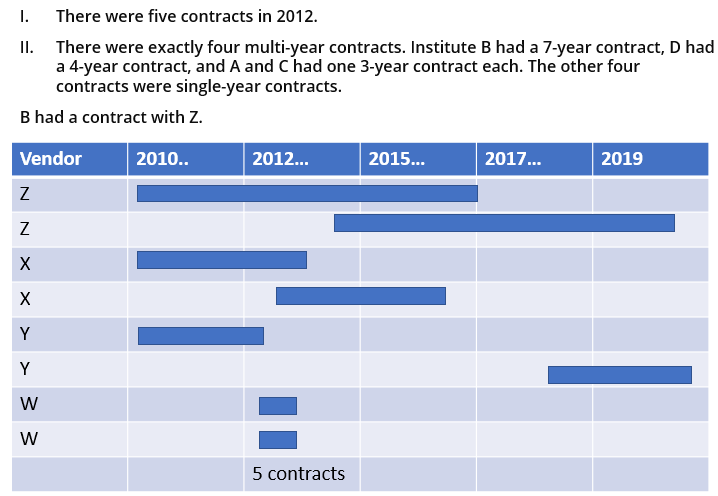 I. There were five contracts in 2012.
II. There were exactly four multi-year contracts. Institute B had a 7-year contract, D had
a 4-year contract, and A and C had one 3-year contract each. The other four
contracts were single-year contracts.
B had a contract with Z.
Vendor 2010.. 2012... 2015... 2017... 2019
Z
Z
X
X
Y
Y
W
W
5 contracts